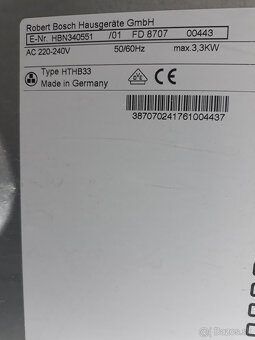 Robert Bosch Hausgeräte GmbH
E-Nr. HBN340551 /01 FD 8707 00443
AC 220-240V 50/60Hz max.3,3KW
Type HTHB33
Made in Germany
CE
387070241761004437